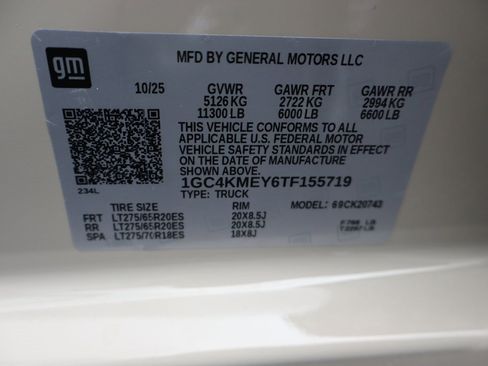 gm
MFD BY GENERAL MOTORS LLC
10/25 GVWR GAWR FRT GAWR RR
5126 KG 2722 KG 2994 KG
11300 LB 6000 LB 6600 LB
THIS VEHICLE CONFORMS TO ALL
APPLICABLE U.S. FEDERAL MOTOR
VEHICLE SAFETY STANDARDS IN EFFECT
ON THE DATE OF MANUFACTURE
SHOWN ABOVE.
1GC4KMEY6TF155719
TYPE: TRUCK MODEL: 69CK20743
234L
TIRE SIZE RIM
FRT LT275/65R20ES 20X8.5J
RR LT275/65R20ES 20X8.5J
SPA LT275/70R18ES 18X8J